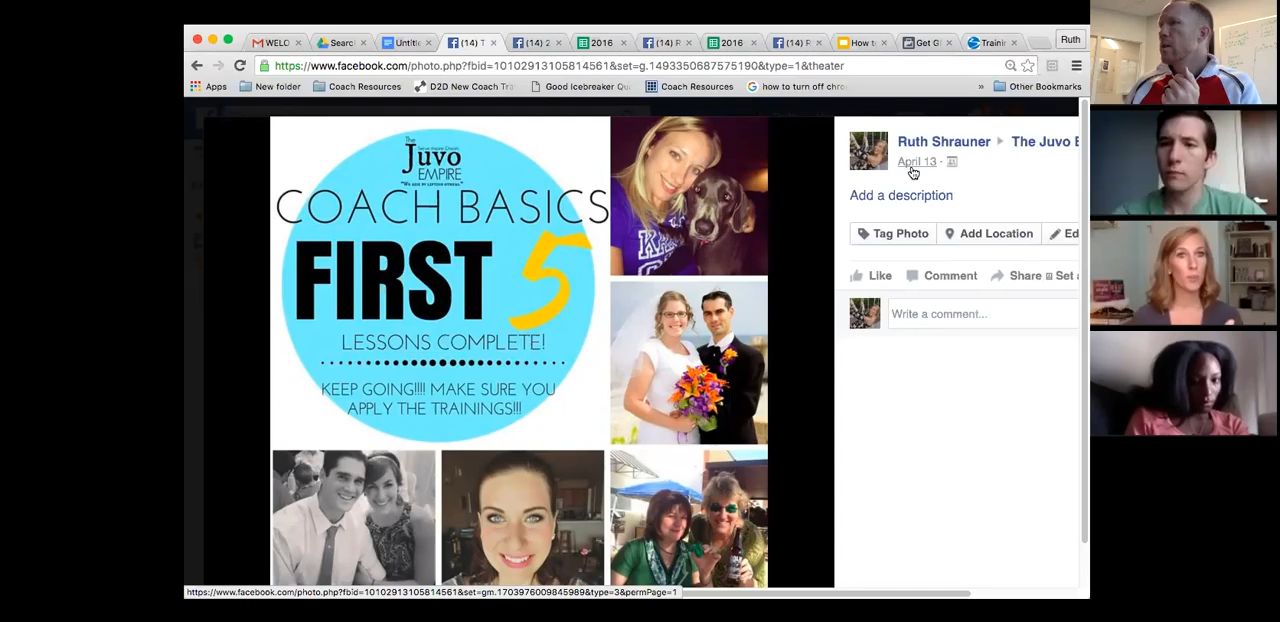 WELC
Search
Untitle
(14) T
(14) 2
2016
(14) R
2016
(14) R
How to
Get G
Trainin
Ruth
https://www.facebook.com/photo.php?fbid=10102913105814561&set=g.1493350687575190&type=1&theater
Apps
New folder
Coach Resources
D2D New Coach Tra
Good Icebreaker Qu
Coach Resources
how to turn off chro
»
Other Bookmarks
The
Juvo
EMPIRE
COACH BASICS
FIRST 5
LESSONS COMPLETE!
KEEP GOING!!!! MAKE SURE YOU
APPLY THE TRAININGS!!!
Ruth Shrauner
The Juvo E
April 13 ·
Add a description
Tag Photo
Add Location
Ed
Like
Comment
Share
Set a
Write a comment...
https://www.facebook.com/photo.php?fbid=10102913105814561&set=gm.1703976009845989&type=3&permPage=1